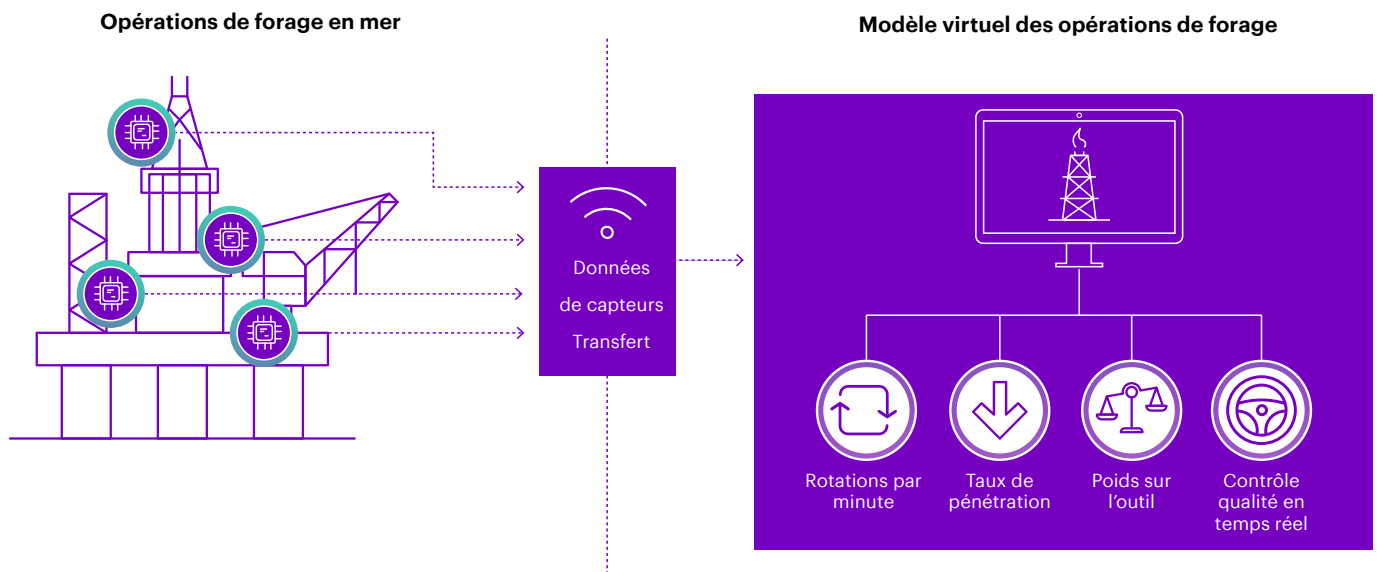 Opérations de forage en mer
Modèle virtuel des opérations de forage
Données
de capteurs
Transfert
Rotations par
minute
Taux de
pénétration
Poids sur
l’outil
Contrôle
qualité en
temps réel